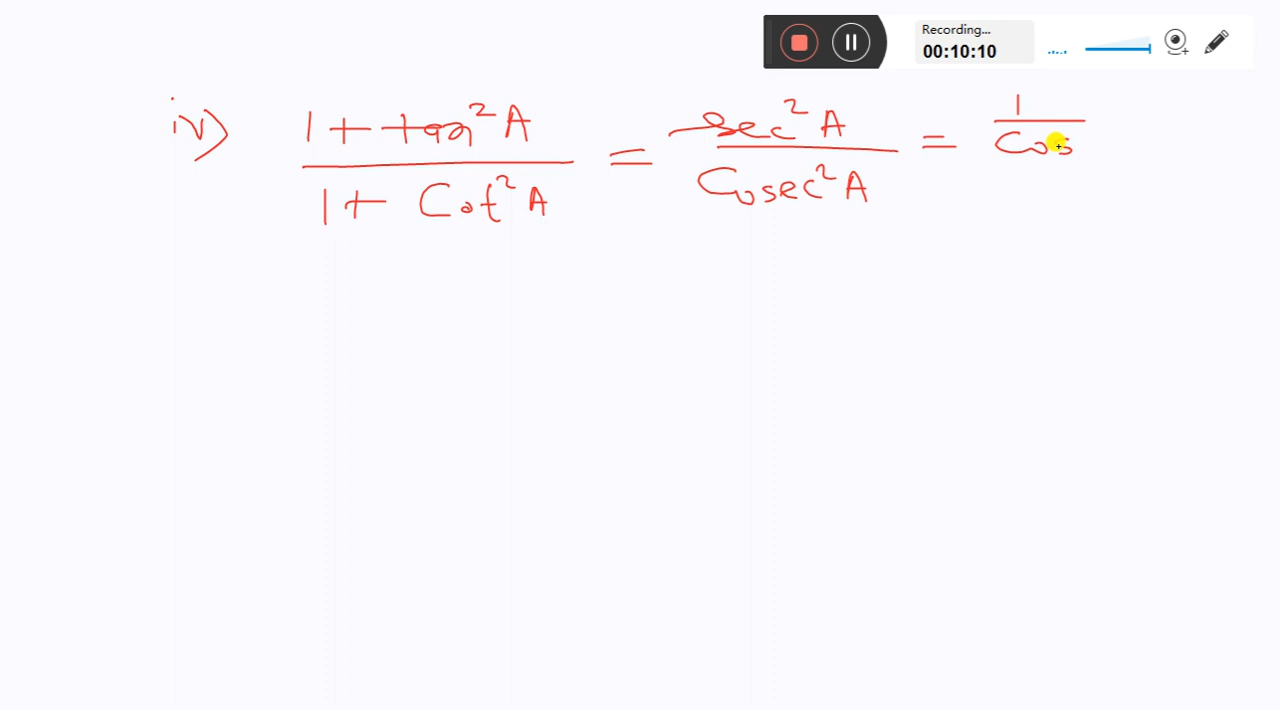 Recording...
00:10:10
iv) (1 + tan²A)/(1 + Cot²A) = sec²A/Cosec²A = 1/Cos